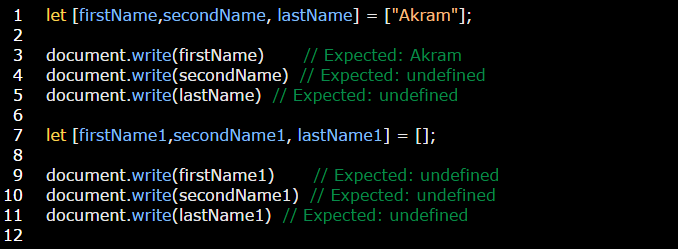 1 let [firstName,secondName, lastName] = ["Akram"];
2
3 document.write(firstName) // Expected: Akram
4 document.write(secondName) // Expected: undefined
5 document.write(lastName) // Expected: undefined
6
7 let [firstName1,secondName1, lastName1] = [];
8
9 document.write(firstName1) // Expected: undefined
10 document.write(secondName1) // Expected: undefined
11 document.write(lastName1) // Expected: undefined
12